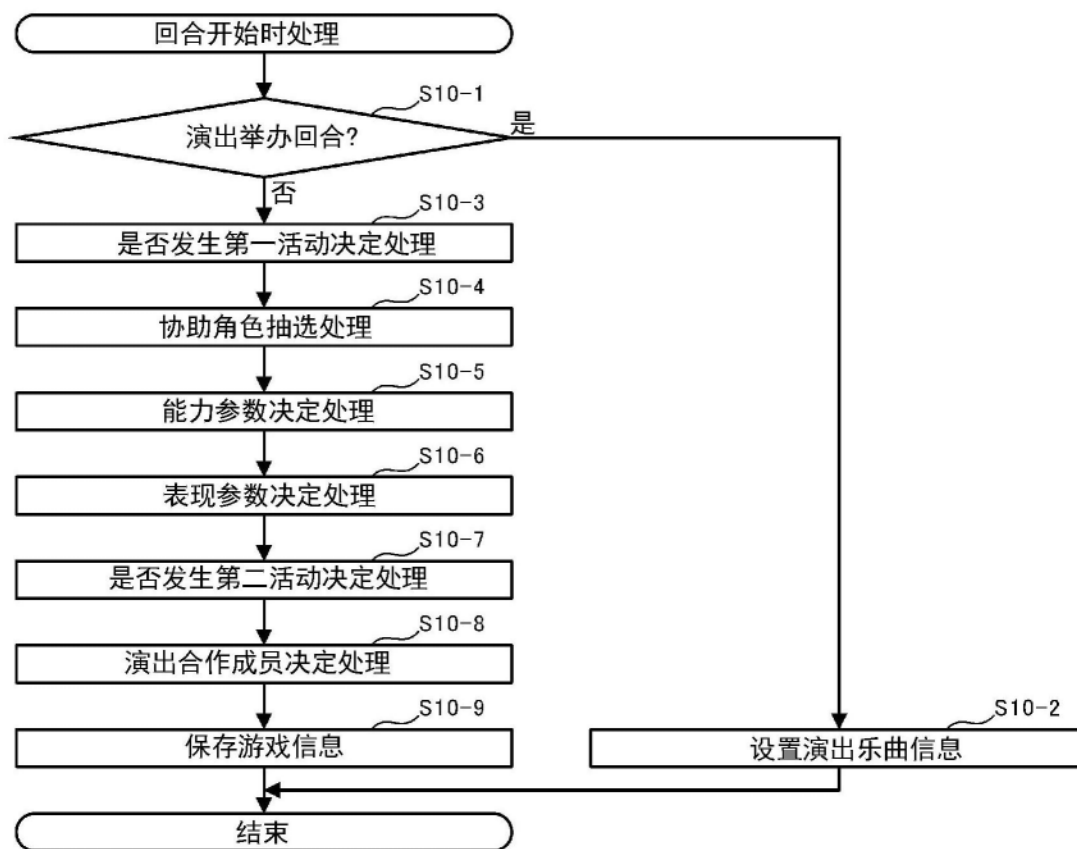 回合开始时处理
S10-1
演出举办回合?
是
否
S10-3
是否发生第一活动决定处理
S10-4
协助角色抽选处理
S10-5
能力参数决定处理
S10-6
表现参数决定处理
S10-7
是否发生第二活动决定处理
S10-8
演出合作成员决定处理
S10-9
保存游戏信息
S10-2
设置演出乐曲信息
结束